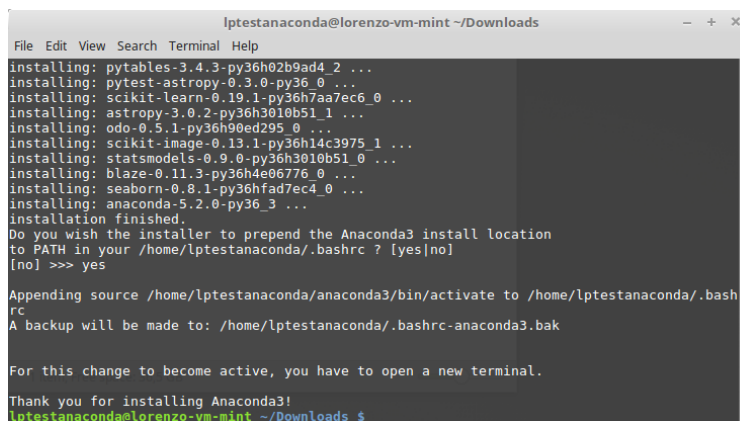 lptestanaconda@lorenzo-vm-mint ~/Downloads
File Edit View Search Terminal Help
installing: pytables-3.4.3-py36h02b9ad4_2 ...
installing: pytest-astropy-0.3.0-py36_0 ...
installing: scikit-learn-0.19.1-py36h7aa7ec6_0 ...
installing: astropy-3.0.2-py36h3010b51_1 ...
installing: odo-0.5.1-py36h90ed295_0 ...
installing: scikit-image-0.13.1-py36h14c3975_1 ...
installing: statsmodels-0.9.0-py36h3010b51_0 ...
installing: blaze-0.11.3-py36h4e06776_0 ...
installing: seaborn-0.8.1-py36hfad7ec4_0 ...
installing: anaconda-5.2.0-py36_3 ...
installation finished.
Do you wish the installer to prepend the Anaconda3 install location
to PATH in your /home/lptestanaconda/.bashrc ? [yes|no]
[no] >>> yes
Appending source /home/lptestanaconda/anaconda3/bin/activate to /home/lptestanaconda/.bash
rc
A backup will be made to: /home/lptestanaconda/.bashrc-anaconda3.bak
For this change to become active, you have to open a new terminal.
Thank you for installing Anaconda3!
lptestanaconda@lorenzo-vm-mint ~/Downloads $